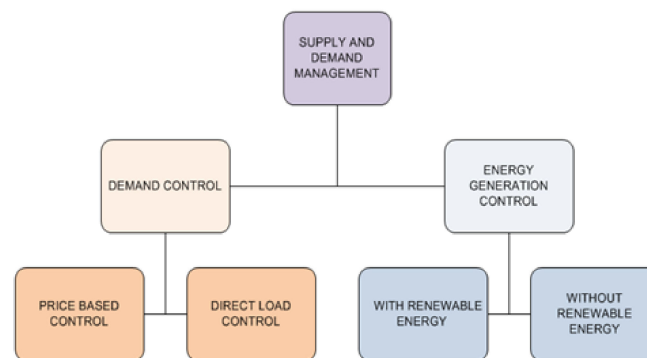 SUPPLY AND
DEMAND
MANAGEMENT
DEMAND CONTROL
ENERGY
GENERATION
CONTROL
PRICE BASED
CONTROL
DIRECT LOAD
CONTROL
WITH RENEWABLE
ENERGY
WITHOUT
RENEWABLE
ENERGY